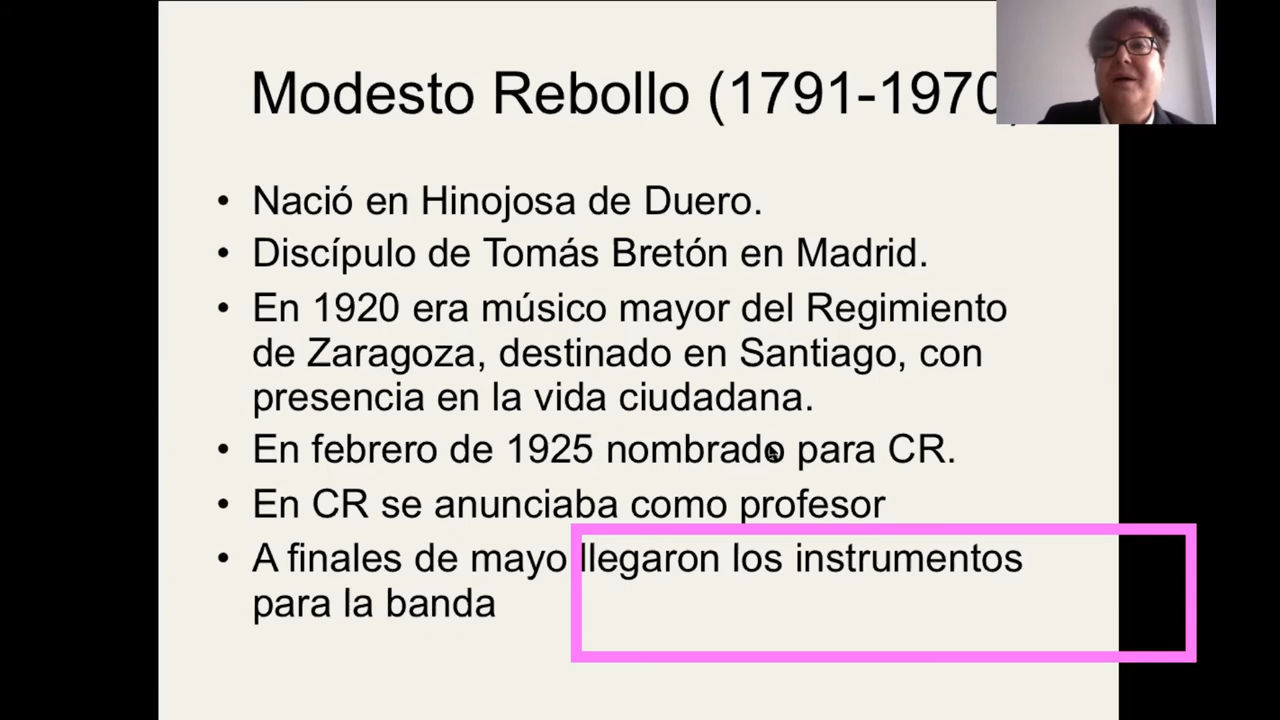 Modesto Rebollo (1791-1970)
• Nació en Hinojosa de Duero.
• Discípulo de Tomás Bretón en Madrid.
• En 1920 era músico mayor del Regimiento
de Zaragoza, destinado en Santiago, con
presencia en la vida ciudadana.
• En febrero de 1925 nombrado para CR.
• En CR se anunciaba como profesor
• A finales de mayo llegaron los instrumentos
para la banda